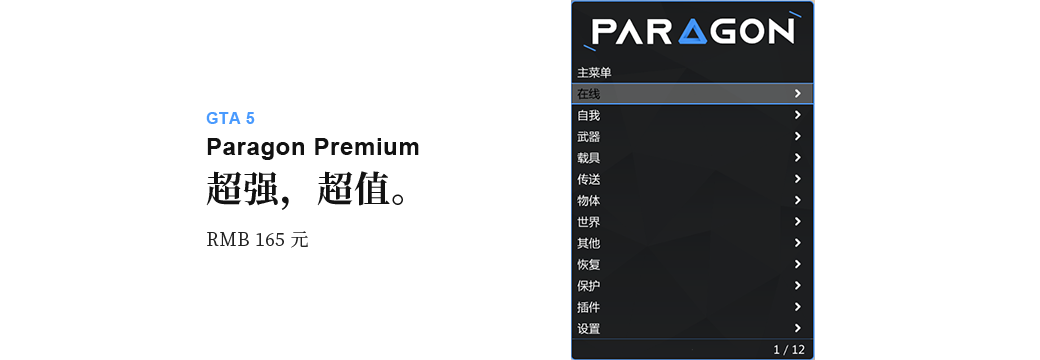 GTA 5
Paragon Premium
超强，超值。
RMB 165 元
PARAGON
主菜单
在线
自我
武器
载具
传送
物体
世界
其他
恢复
保护
插件
设置
1 / 12